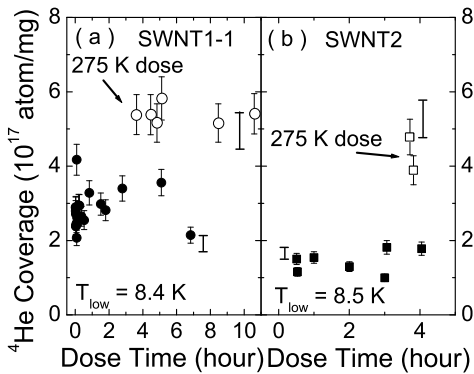 8
6
4
2
0
⁴He Coverage (10¹⁷ atom/mg)
(a) SWNT1-1
275 K dose
T_low = 8.4 K
0 2 4 6 8 10
Dose Time (hour)
(b) SWNT2
275 K dose
T_low = 8.5 K
0 2 4
Dose Time (hour)
8
6
4
2
0